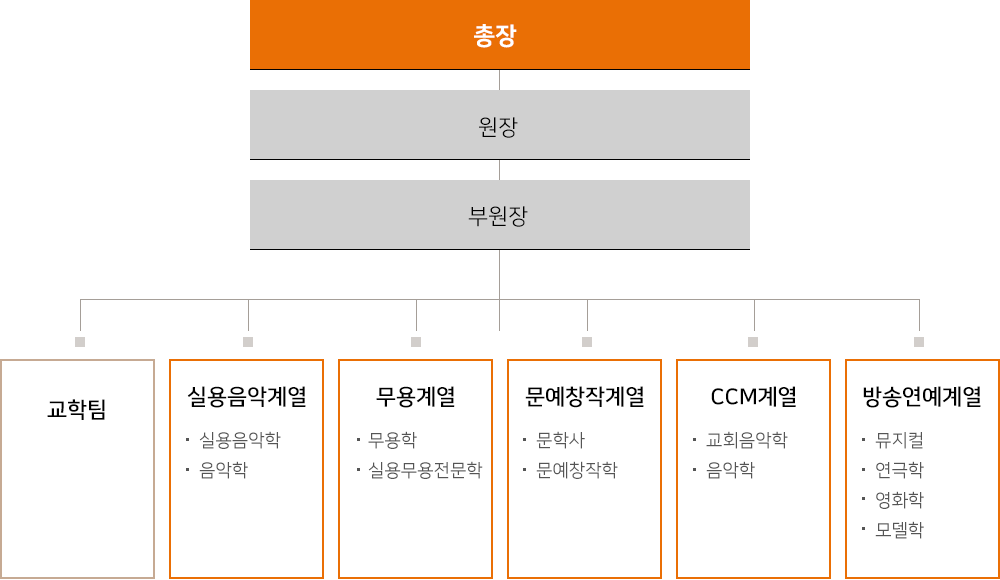 총장
원장
부원장
교학팀
실용음악계열
실용음악학
음악학
무용계열
무용학
실용무용전문학
문예창작계열
문학사
문예창작학
CCM계열
교회음악학
음악학
방송연예계열
뮤지컬
연극학
영화학
모델학